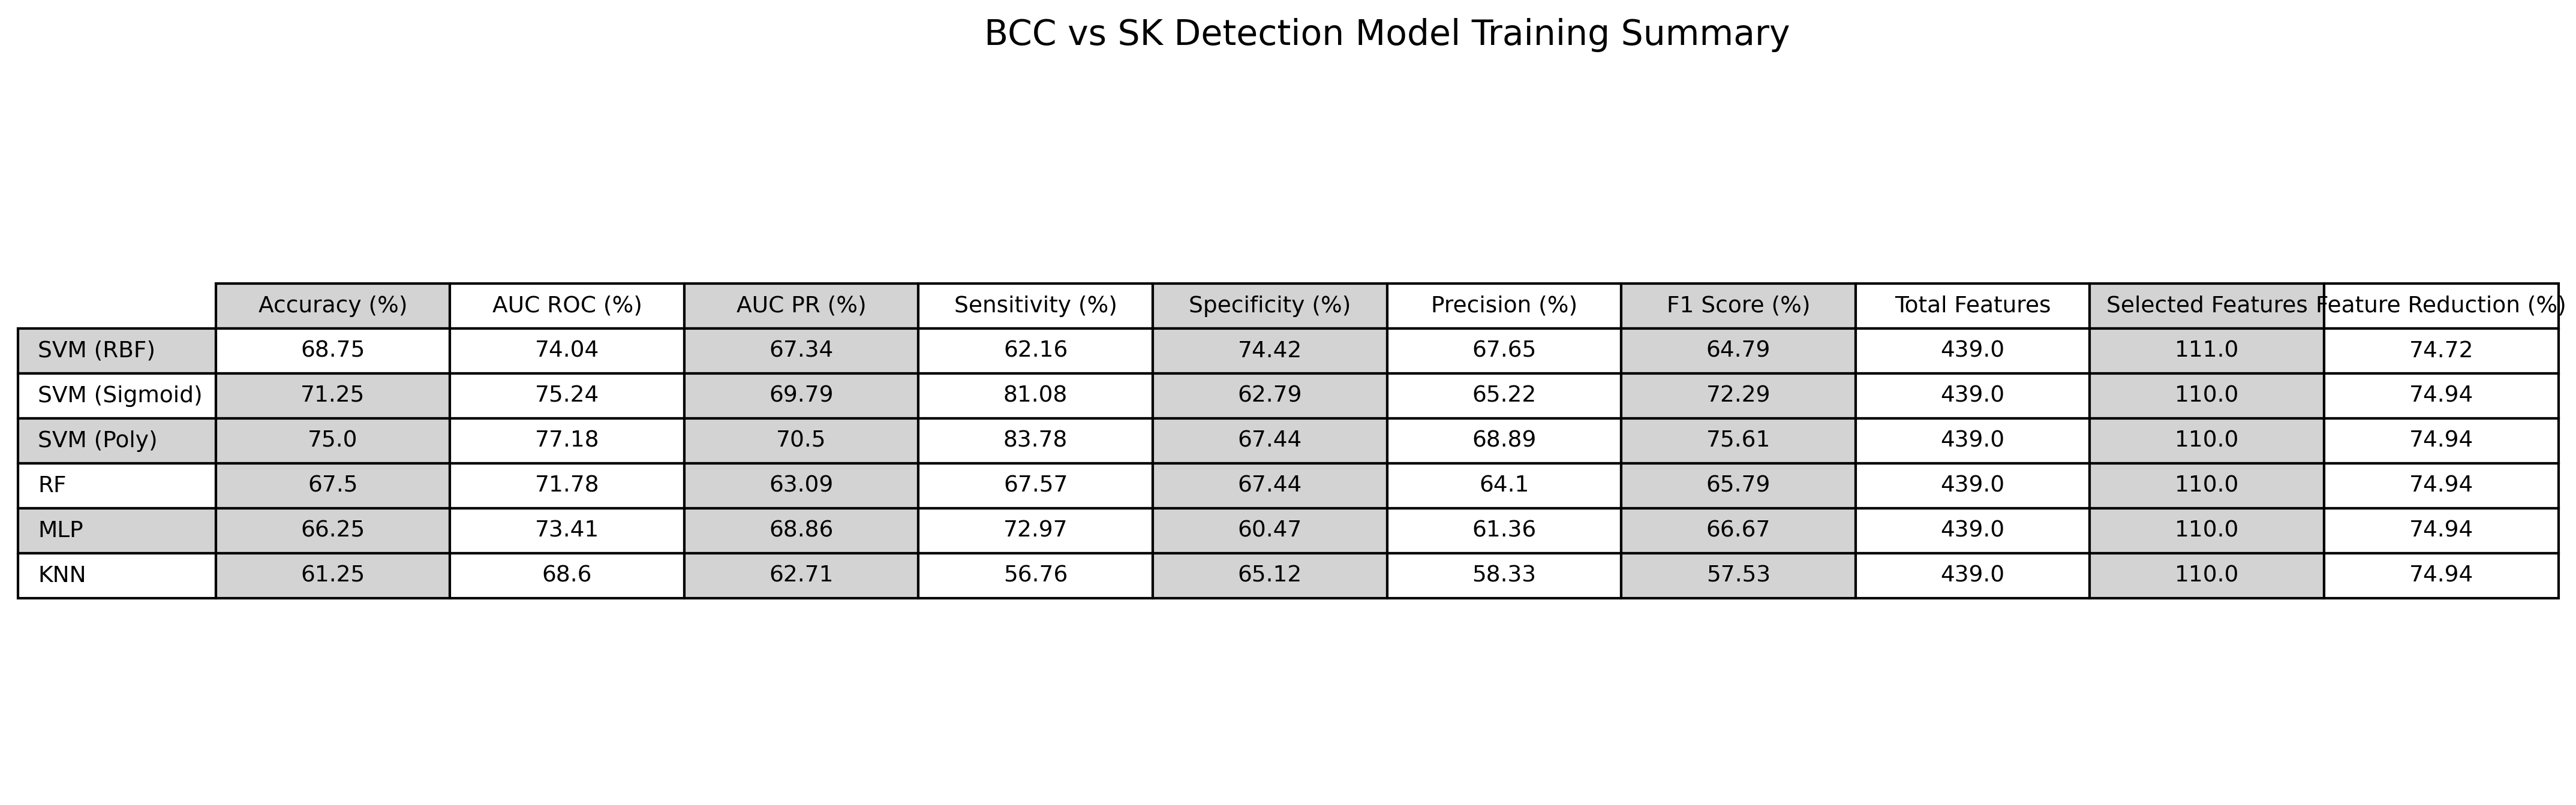 BCC vs SK Detection Model Training Summary
Accuracy (%) AUC ROC (%) AUC PR (%) Sensitivity (%) Specificity (%) Precision (%) F1 Score (%) Total Features Selected Features Feature Reduction (%)
SVM (RBF) 68.75 74.04 67.34 62.16 74.42 67.65 64.79 439.0 111.0 74.72
SVM (Sigmoid) 71.25 75.24 69.79 81.08 62.79 65.22 72.29 439.0 110.0 74.94
SVM (Poly) 75.0 77.18 70.5 83.78 67.44 68.89 75.61 439.0 110.0 74.94
RF 67.5 71.78 63.09 67.57 67.44 64.1 65.79 439.0 110.0 74.94
MLP 66.25 73.41 68.86 72.97 60.47 61.36 66.67 439.0 110.0 74.94
KNN 61.25 68.6 62.71 56.76 65.12 58.33 57.53 439.0 110.0 74.94